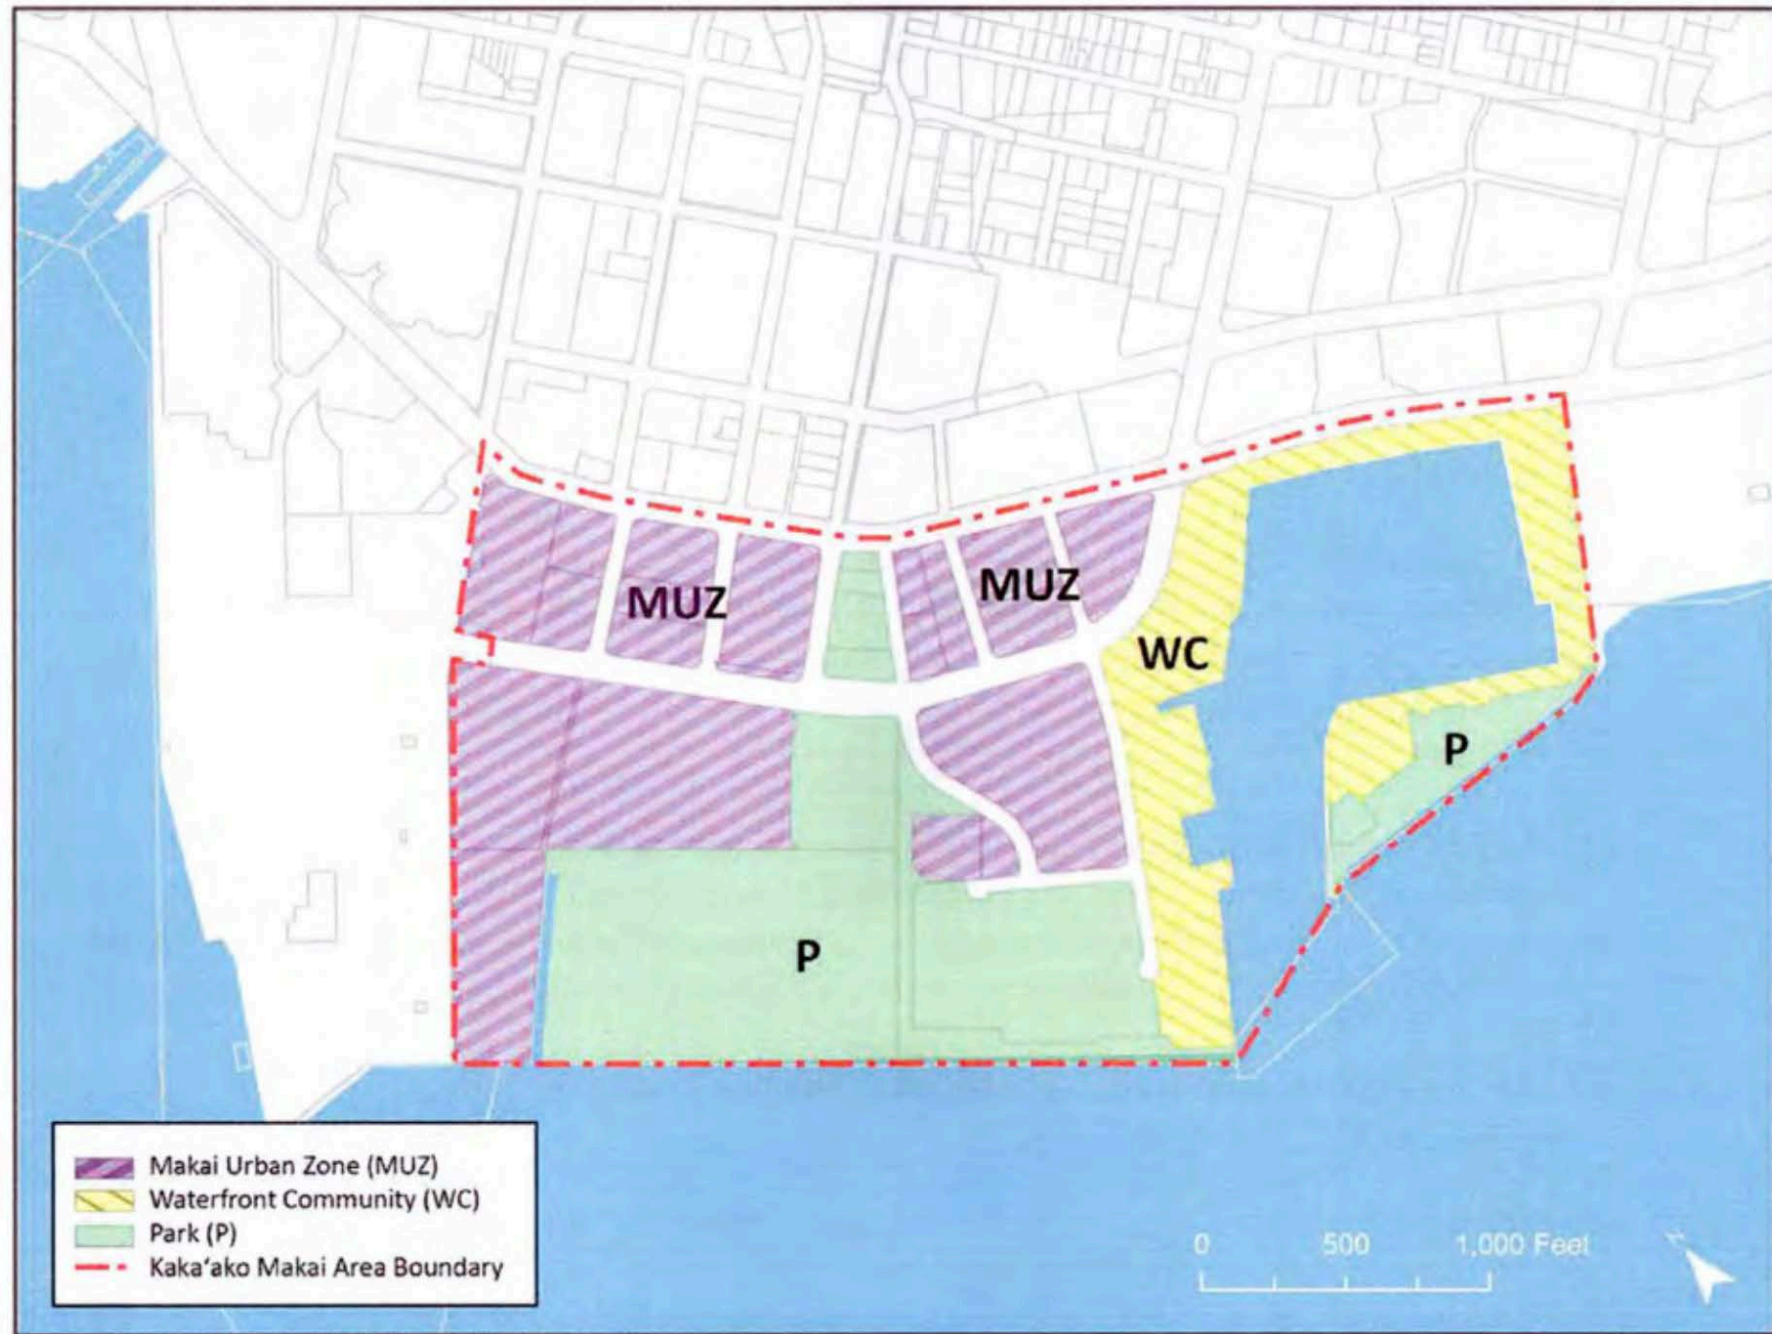 MUZ
MUZ
WC
P
P
Makai Urban Zone (MUZ)
Waterfront Community (WC)
Park (P)
Kaka‘ako Makai Area Boundary
0 500 1,000 Feet
N